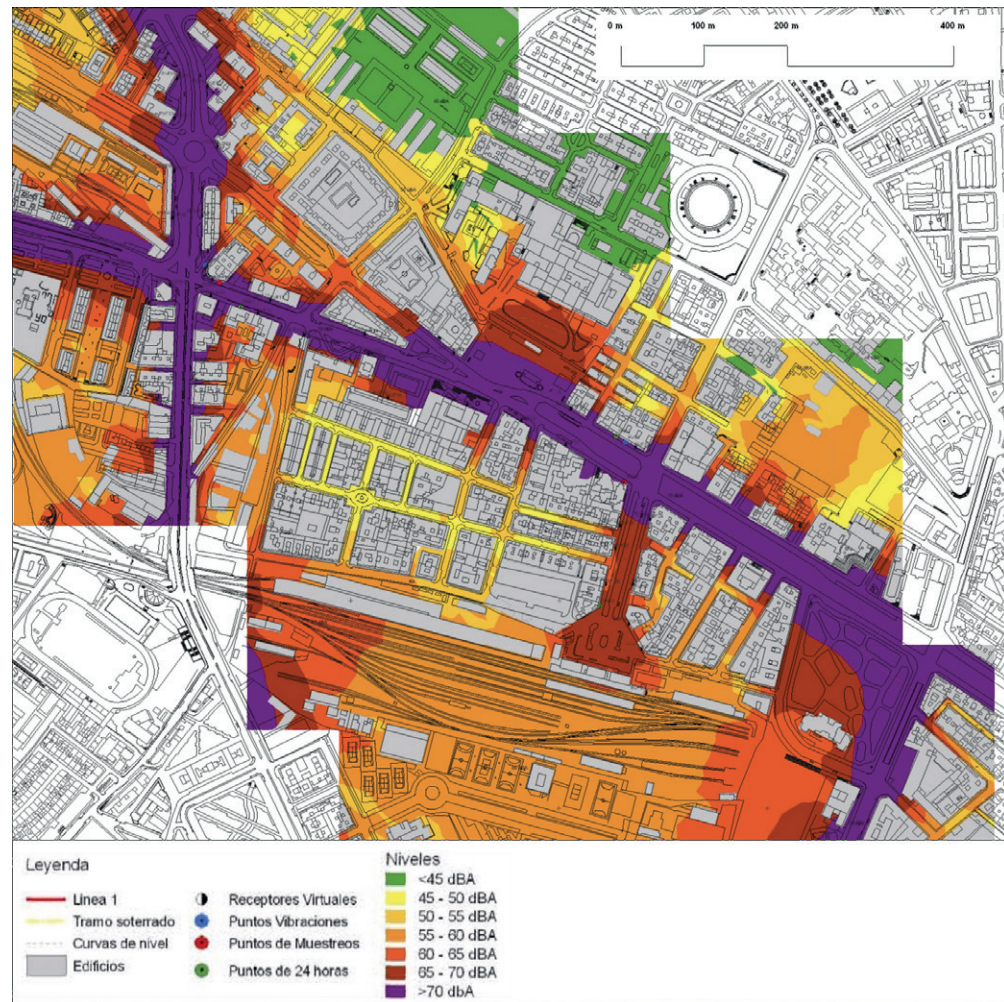 0 m 100 m 200 m 400 m
Leyenda
Linea 1
Tramo soterrado
Curvas de nivel
Edificios
Receptores Virtuales
Puntos Vibraciones
Puntos de Muestreos
Puntos de 24 horas
Niveles
<45 dBA
45 - 50 dBA
50 - 55 dBA
55 - 60 dBA
60 - 65 dBA
65 - 70 dBA
>70 dbA